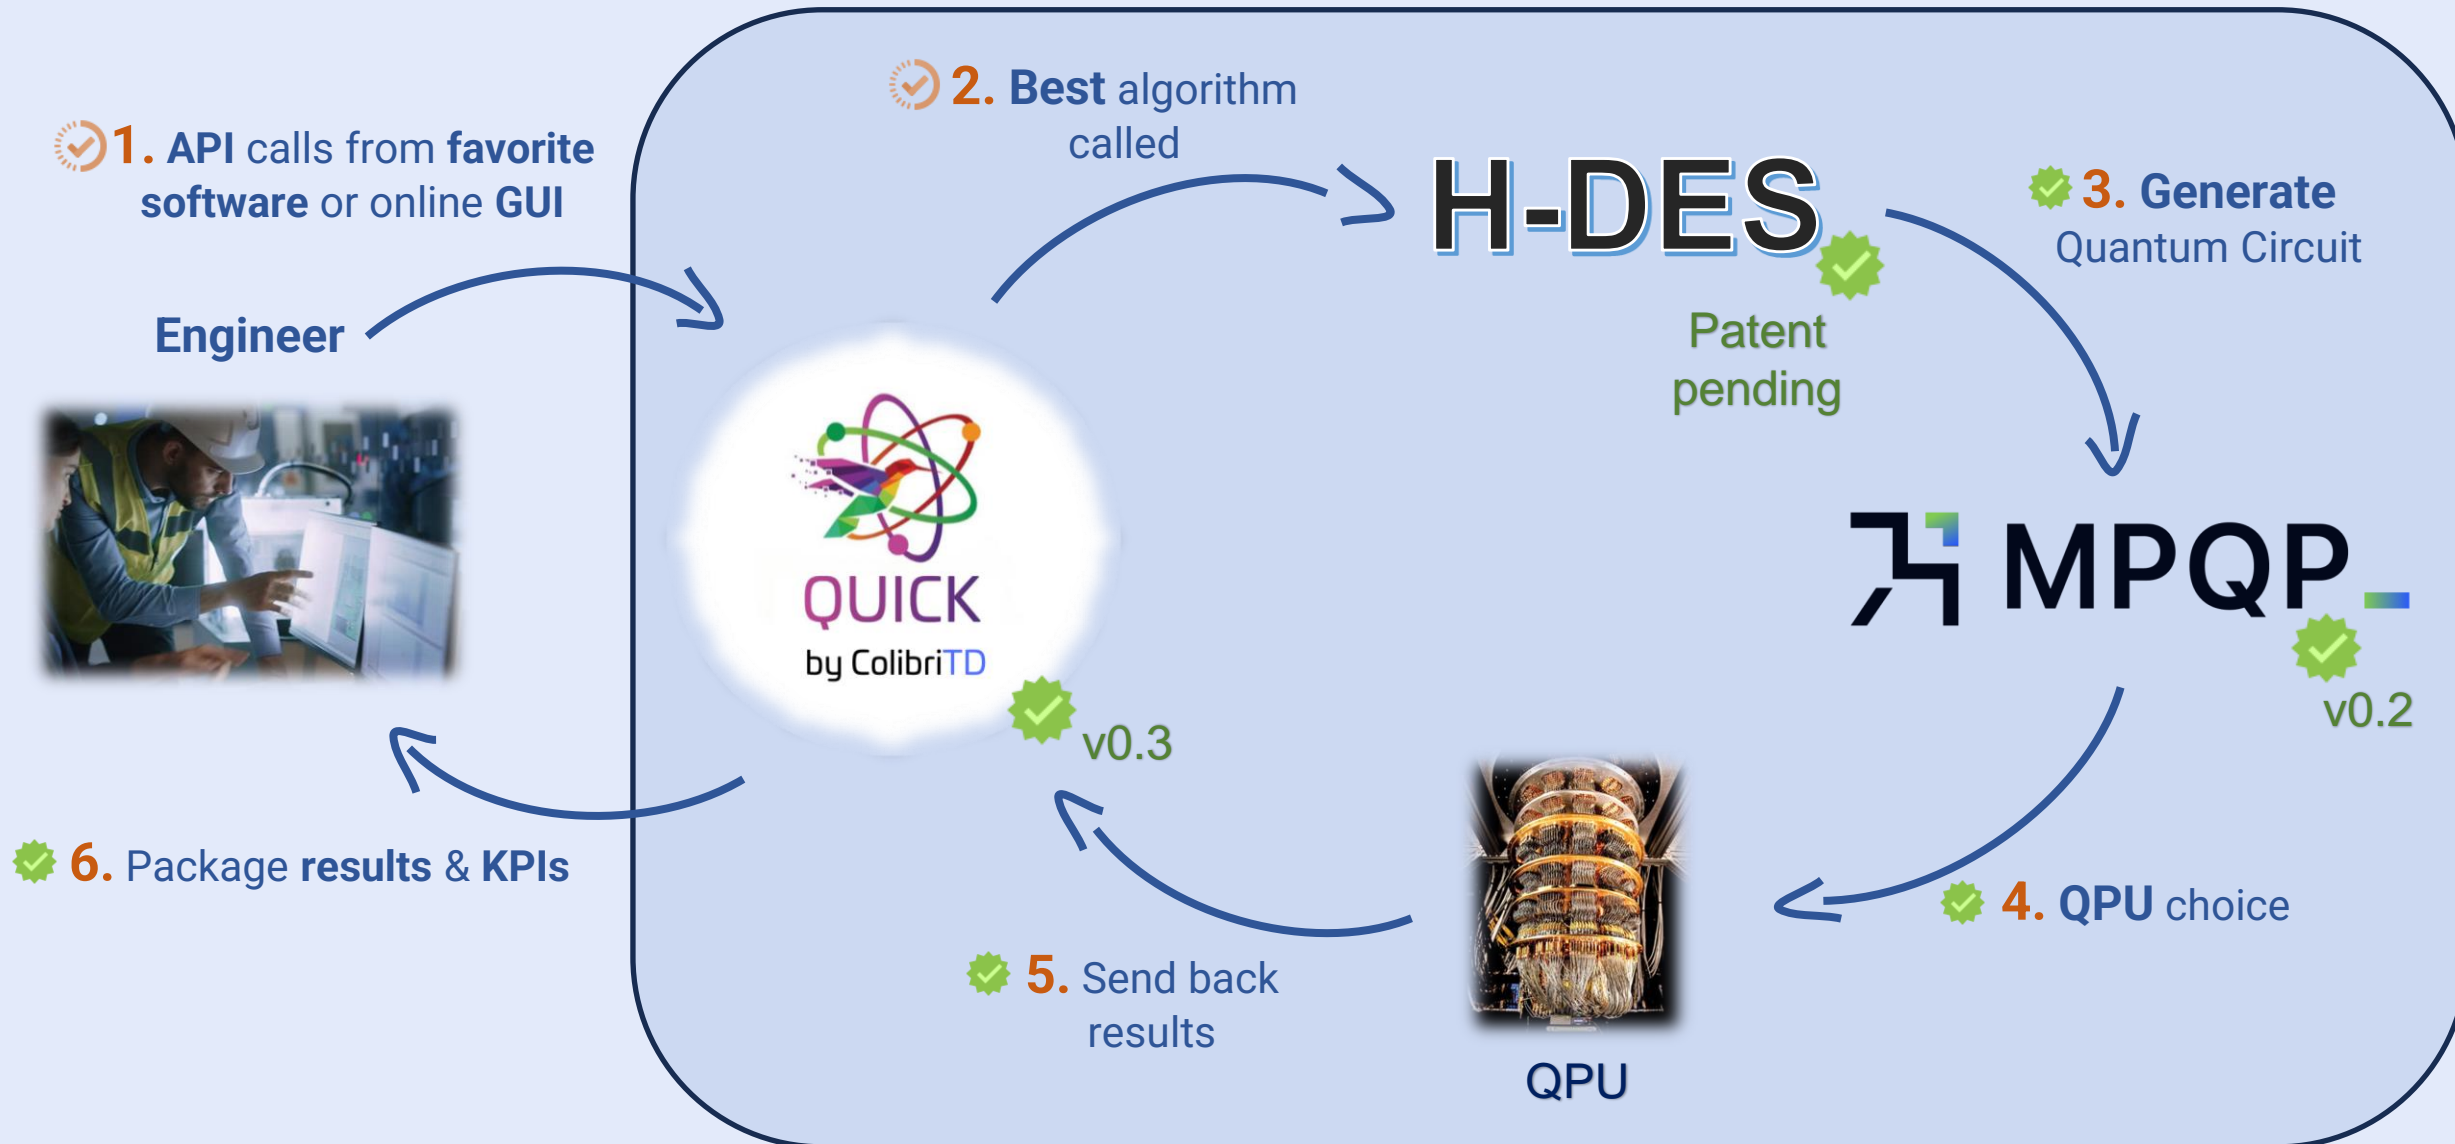 1. API calls from favorite
software or online GUI
Engineer
2. Best algorithm
called
H-DES
Patent
pending
3. Generate
Quantum Circuit
QUICK
by ColibriTD
v0.3
MPQP_
v0.2
4. QPU choice
QPU
5. Send back
results
6. Package results & KPIs